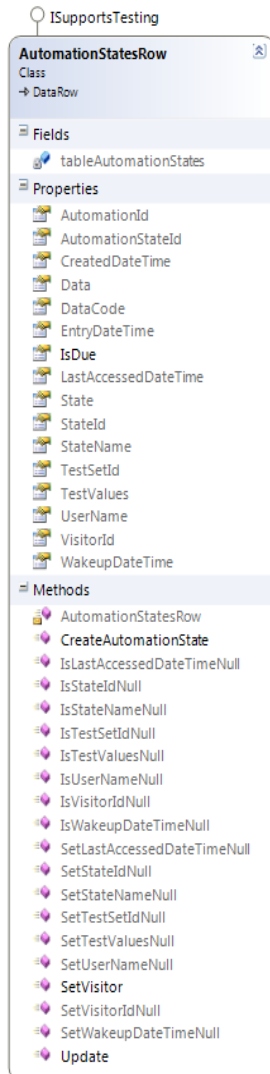 ISupportsTesting
AutomationStatesRow
Class
DataRow
Fields
tableAutomationStates
Properties
AutomationId
AutomationStateId
CreatedDateTime
Data
DataCode
EntryDateTime
IsDue
LastAccessedDateTime
State
StateId
StateName
TestSetId
TestValues
UserName
VisitorId
WakeupDateTime
Methods
AutomationStatesRow
CreateAutomationState
IsLastAccessedDateTimeNull
IsStateIdNull
IsStateNameNull
IsTestSetIdNull
IsTestValuesNull
IsUserNameNull
IsVisitorIdNull
IsWakeupDateTimeNull
SetLastAccessedDateTimeNull
SetStateIdNull
SetStateNameNull
SetTestSetIdNull
SetTestValuesNull
SetUserNameNull
SetVisitor
SetVisitorIdNull
SetWakeupDateTimeNull
Update